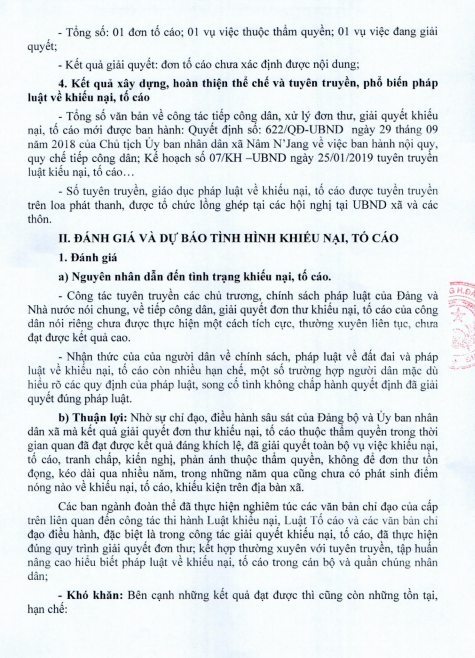 - Tổng số: 01 đơn tố cáo; 01 vụ việc thuộc thẩm quyền; 01 vụ việc đang giải
quyết;
- Kết quả giải quyết: đơn tố cáo chưa xác định được nội dung;
4. Kết quả xây dựng, hoàn thiện thể chế và tuyên truyền, phổ biến pháp
luật về khiếu nại, tố cáo
- Tổng số văn bản về công tác tiếp công dân, xử lý đơn thư, giải quyết khiếu
nại, tố cáo mới được ban hành: Quyết định số: 622/QĐ-UBND ngày 29 tháng 09
năm 2018 của Chủ tịch Ủy ban nhân dân xã Nâm N'Jang về việc ban hành nội quy,
quy chế tiếp công dân; Kế hoạch số 07/KH –UBND ngày 25/01/2019 tuyên truyền
luật kiếu nại, tố cáo…
- Số tuyên truyền, giáo dục pháp luật về khiếu nại, tố cáo được tuyền truyền
trên loa phát thanh, được tổ chức lồng ghép tại các hội nghị tại UBND xã và các
thôn.
II. ĐÁNH GIÁ VÀ DỰ BÁO TÌNH HÌNH KHIẾU NẠI, TỐ CÁO
1. Đánh giá
a) Nguyên nhân dẫn đến tình trạng khiếu nại, tố cáo.
- Công tác tuyên truyền các chủ trương, chính sách pháp luật của Đảng và
Nhà nước nói chung, về tiếp công dân, giải quyết đơn thư khiếu nại, tố cáo của công
dân nói riêng chưa được thực hiện một cách tích cực, thường xuyên liên tục, chưa
đạt được kết quả cao.
- Nhận thức của của người dân về chính sách, pháp luật về đất đai và pháp
luật về khiếu nại, tố cáo còn nhiều hạn chế, một số trường hợp người dân mặc dù
hiểu rõ các quy định của pháp luật, song cố tình không chấp hành quyết định đã giải
quyết đúng pháp luật.
b) Thuận lợi: Nhờ sự chỉ đạo, điều hành sâu sát của Đảng bộ và Ủy ban nhân
dân xã mà kết quả giải quyết đơn thư khiếu nại, tố cáo thuộc thẩm quyền trong thời
gian quan đã đạt được kết quả đáng khích lệ, đã giải quyết toàn bộ vụ việc khiếu nại,
tố cáo, tranh chấp, kiến nghị, phản ánh thuộc thẩm quyền, không để đơn thư tồn
đọng, kéo dài qua nhiều năm, trong những năm qua cũng chưa có phát sinh điểm
nóng nào về khiếu nại, tố cáo, khiếu kiện trên địa bàn xã.
Các ban ngành đoàn thể đã thực hiện nghiêm túc các văn bản chỉ đạo của cấp
trên liên quan đến công tác thi hành Luật khiếu nại, Luật Tố cáo và các văn bản chỉ
đạo điều hành, đặc biệt là trong công tác giải quyết khiếu nại, tố cáo, đã thực hiện
đúng quy trình giải quyết đơn thư; kết hợp thường xuyên với tuyên truyền, tập huấn
nâng cao hiểu biết pháp luật về khiếu nại, tố cáo trong cán bộ và quần chúng nhân
dân;
- Khó khăn: Bên cạnh những kết quả đạt được thì cũng còn những tồn tại,
hạn chế: